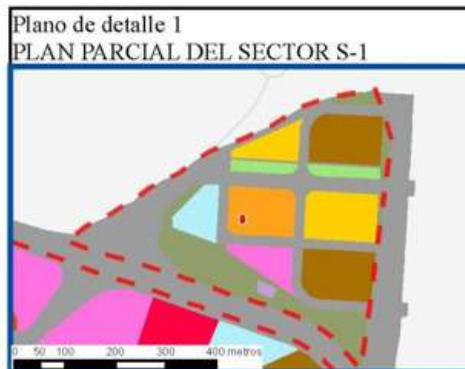 Plano de detalle 1
PLAN PARCIAL DEL SECTOR S-1
0 50 100 200 300 400 metros